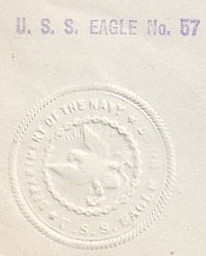 U. S. S. EAGLE No. 57
DEPARTMENT OF THE NAVY
U. S. S. EAGLE